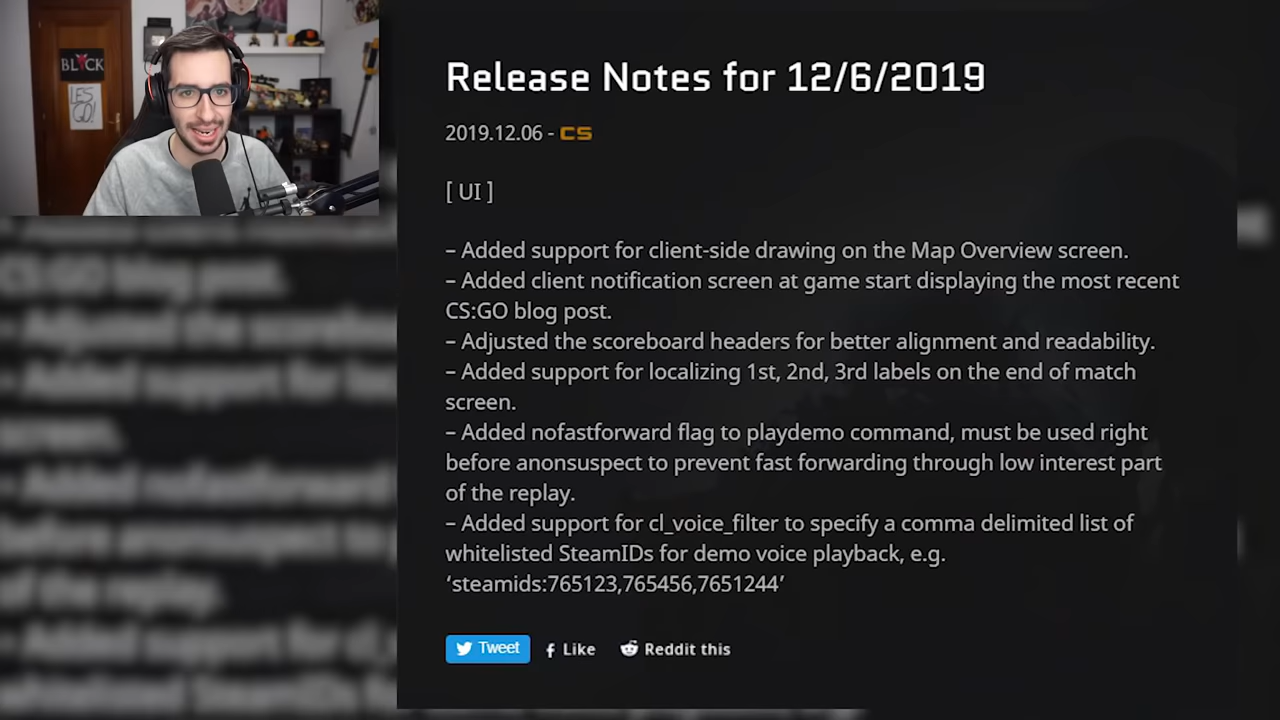 BLVCK
LES
GO!
Release Notes for 12/6/2019
2019.12.06 - CS
[ UI ]
– Added support for client-side drawing on the Map Overview screen.
– Added client notification screen at game start displaying the most recent
CS:GO blog post.
– Adjusted the scoreboard headers for better alignment and readability.
– Added support for localizing 1st, 2nd, 3rd labels on the end of match
screen.
– Added nofastforward flag to playdemo command, must be used right
before anonsuspect to prevent fast forwarding through low interest part
of the replay.
– Added support for cl_voice_filter to specify a comma delimited list of
whitelisted SteamIDs for demo voice playback, e.g.
‘steamids:765123,765456,7651244’
Tweet Like Reddit this